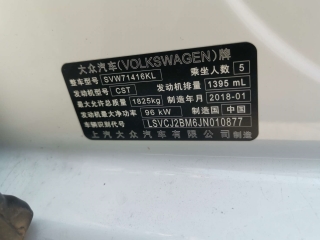 大众汽车(VOLKSWAGEN)牌
整车型号 SVW71416KL 乘坐人数 5
发动机型号 CST 发动机排量 1395 mL
最大允许总质量 1825kg 制造年月 2018-01
发动机最大净功率 96 kW 制造国 中国
车辆识别代号 LSVCJ2BM6JN010877
上汽大众汽车有限公司 制造